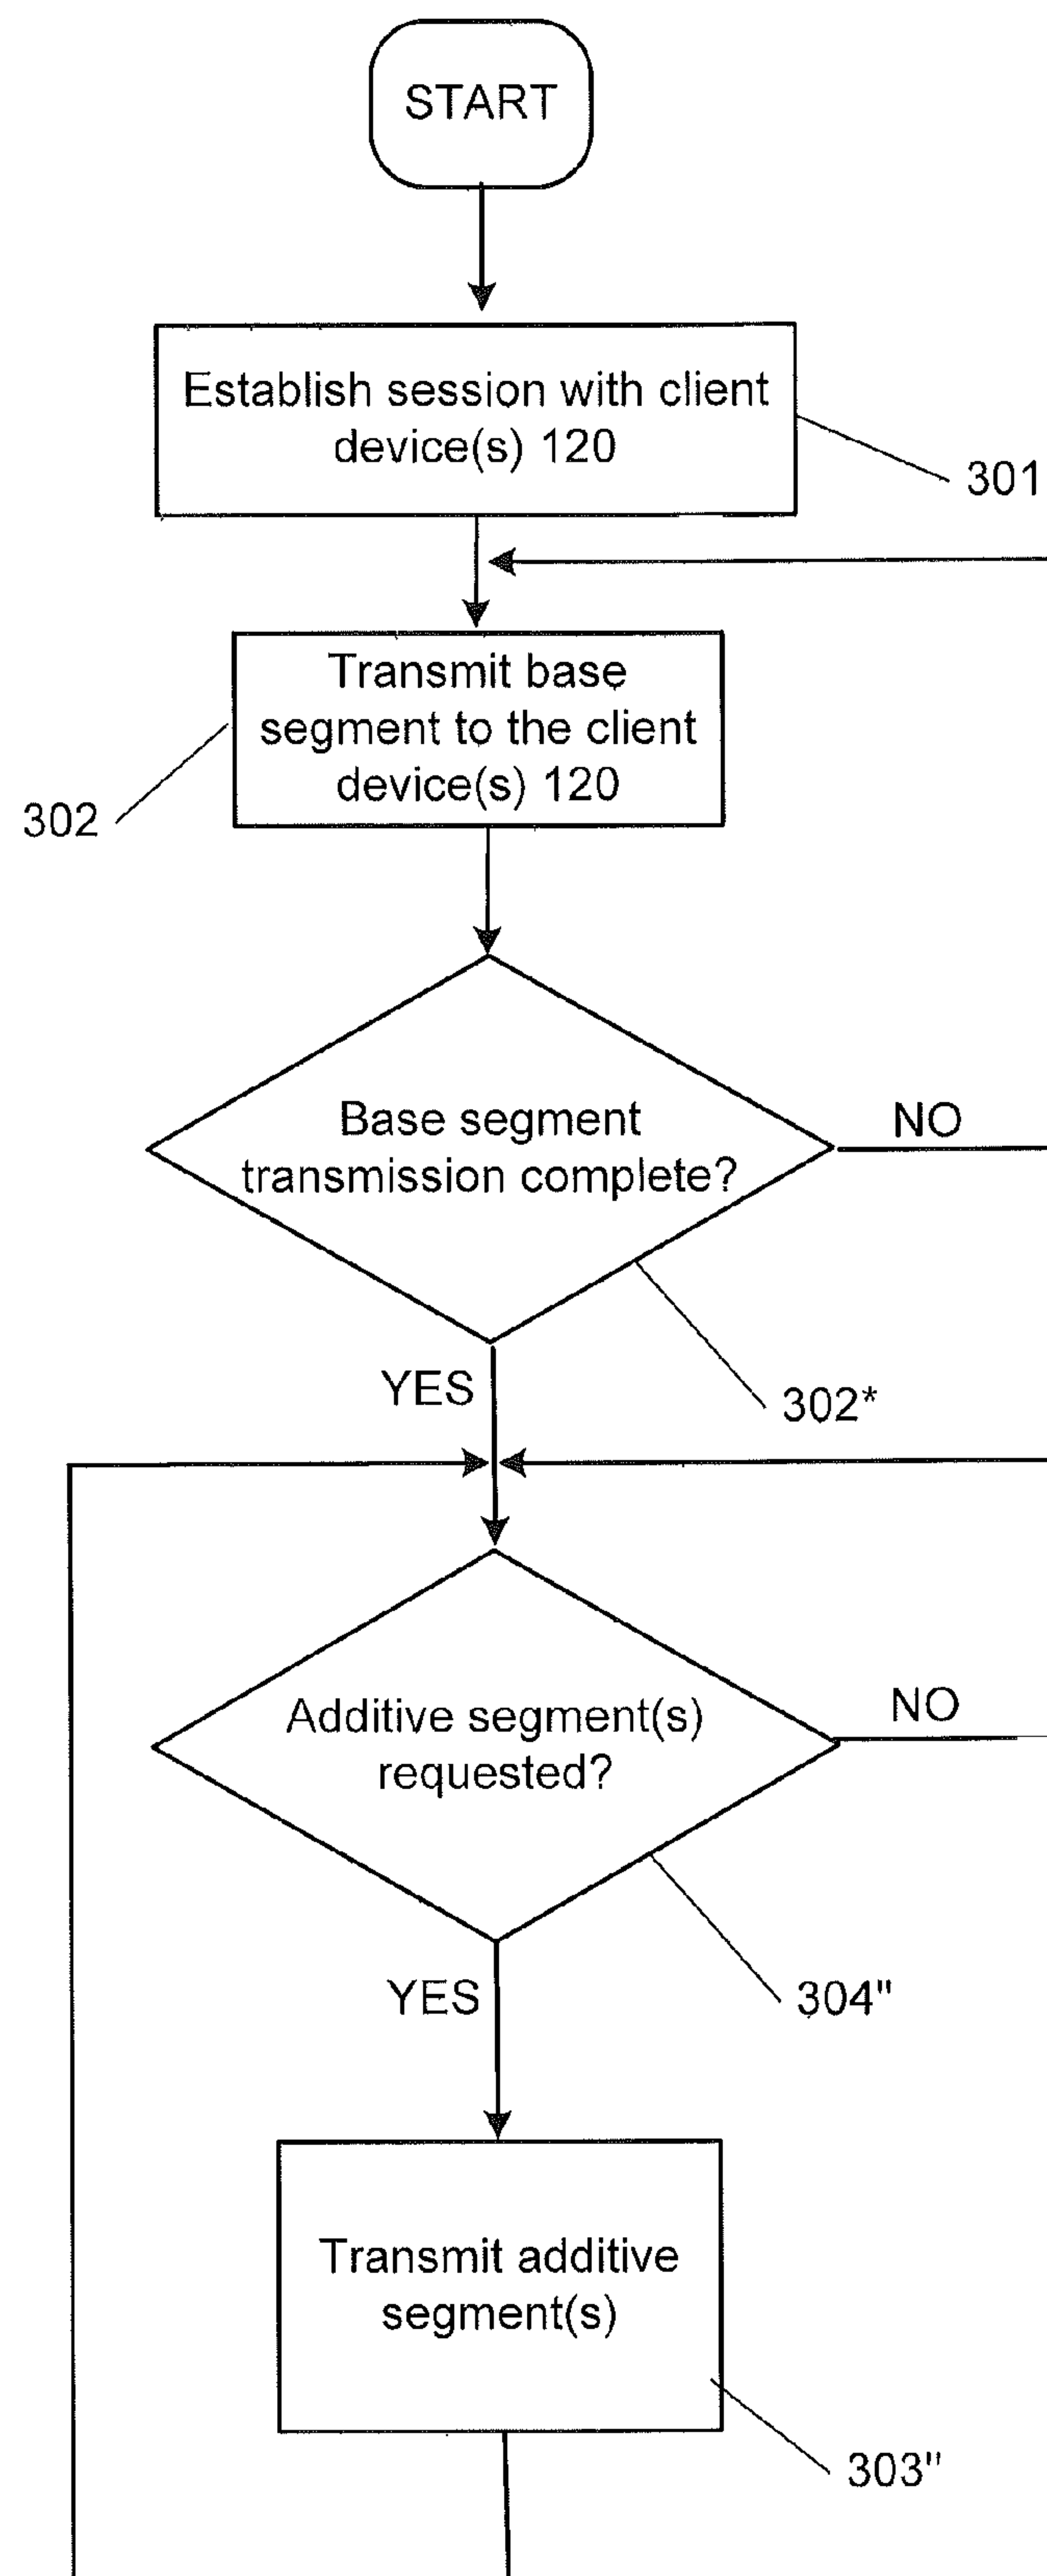 START
Establish session with client
device(s) 120
301
Transmit base
segment to the client
device(s) 120
302
Base segment
transmission complete?
NO
YES
302*
Additive segment(s)
requested?
NO
YES
304"
Transmit additive
segment(s)
303"